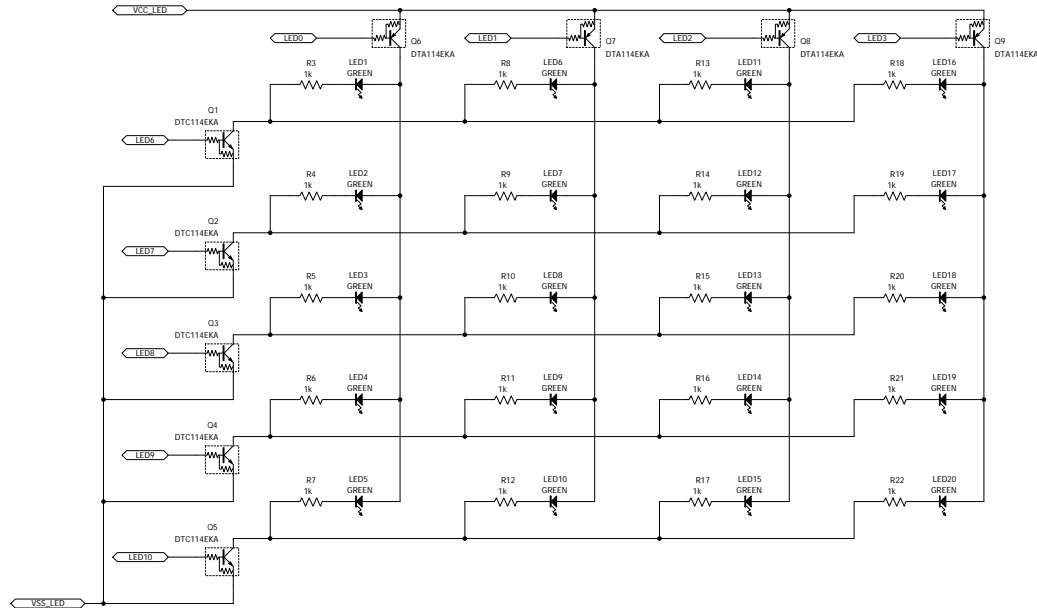 VCC_LED
LED0 LED1 LED2 LED3
Q6 Q7 Q8 Q9
DTA114EKA DTA114EKA DTA114EKA DTA114EKA
R3 LED1 R8 LED6 R13 LED11 R18 LED16
1k GREEN 1k GREEN 1k GREEN 1k GREEN
Q1
DTC114EKA
LED6
R4 LED2 R9 LED7 R14 LED12 R19 LED17
1k GREEN 1k GREEN 1k GREEN 1k GREEN
Q2
DTC114EKA
LED7
R5 LED3 R10 LED8 R15 LED13 R20 LED18
1k GREEN 1k GREEN 1k GREEN 1k GREEN
Q3
DTC114EKA
LED8
R6 LED4 R11 LED9 R16 LED14 R21 LED19
1k GREEN 1k GREEN 1k GREEN 1k GREEN
Q4
DTC114EKA
LED9
R7 LED5 R12 LED10 R17 LED15 R22 LED20
1k GREEN 1k GREEN 1k GREEN 1k GREEN
Q5
DTC114EKA
LED10
VSS_LED